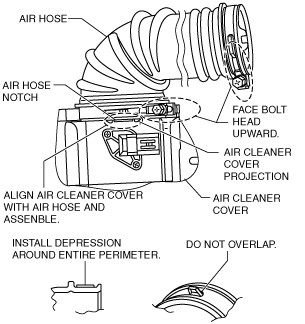 AIR HOSE
AIR HOSE
NOTCH
FACE BOLT
HEAD
UPWARD.
AIR CLEANER
COVER
PROJECTION
ALIGN AIR CLEANER COVER
WITH AIR HOSE AND
ASSENBLE.
AIR CLEANER
COVER
INSTALL DEPRESSION
AROUND ENTIRE PERIMETER.
DO NOT OVERLAP.